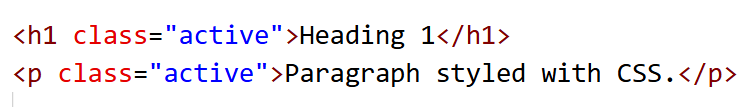 <h1 class="active">Heading 1</h1>
<p class="active">Paragraph styled with CSS.</p>